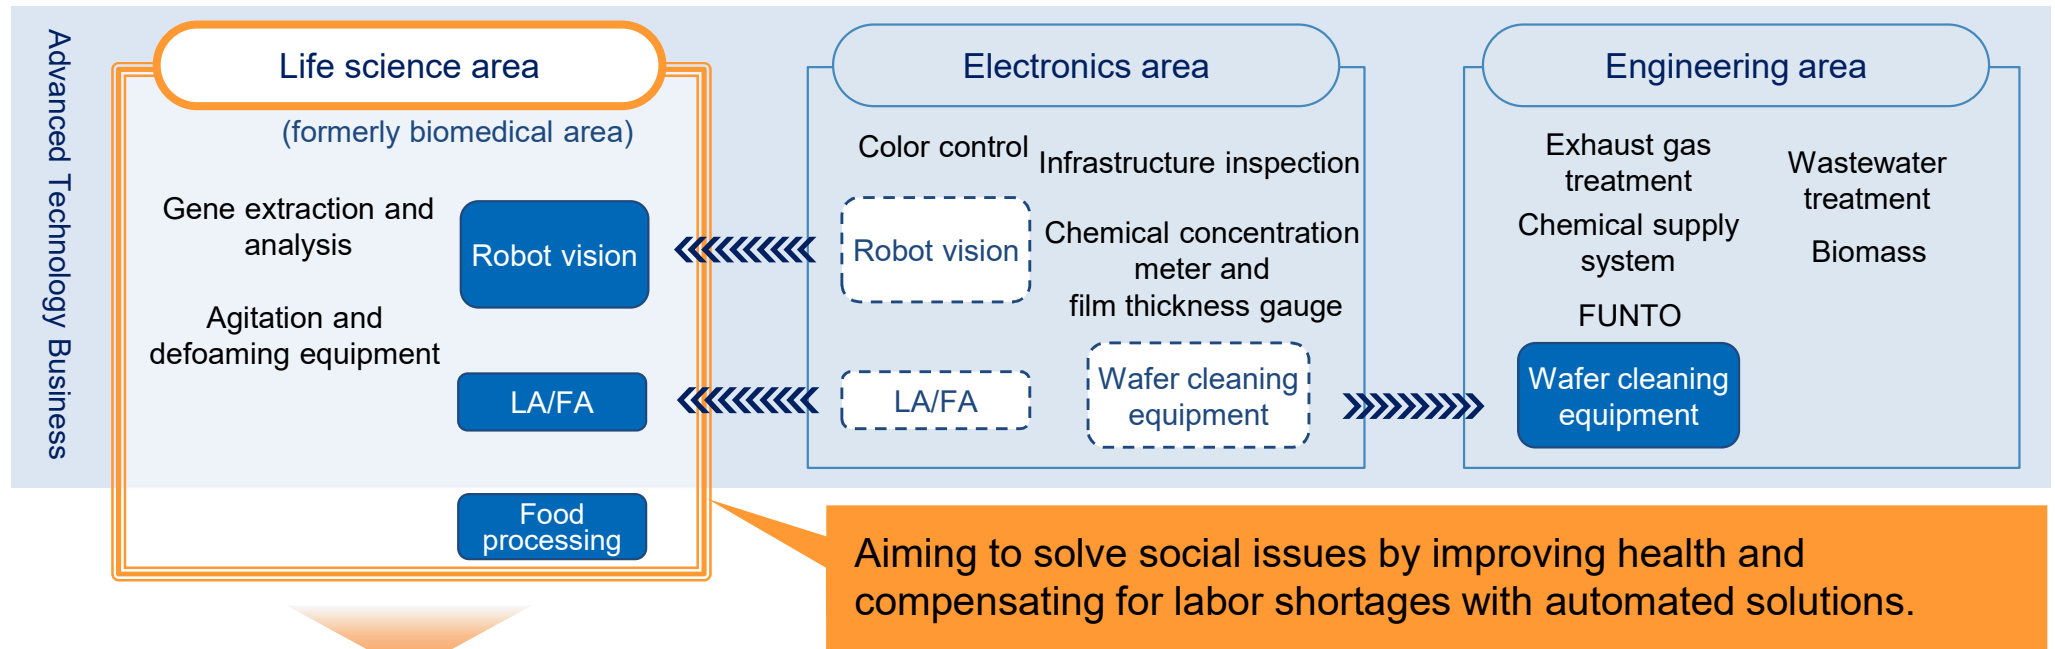 Advanced Technology Business
Life science area
(formerly biomedical area)
Gene extraction and
analysis
Robot vision
Agitation and
defoaming equipment
LA/FA
Food
processing
Electronics area
Color control
Infrastructure inspection
Robot vision
Chemical concentration
meter and
film thickness gauge
LA/FA
Wafer cleaning
equipment
Engineering area
Exhaust gas
treatment
Wastewater
treatment
Chemical supply
system
Biomass
FUNTO
Wafer cleaning
equipment
Aiming to solve social issues by improving health and
compensating for labor shortages with automated solutions.